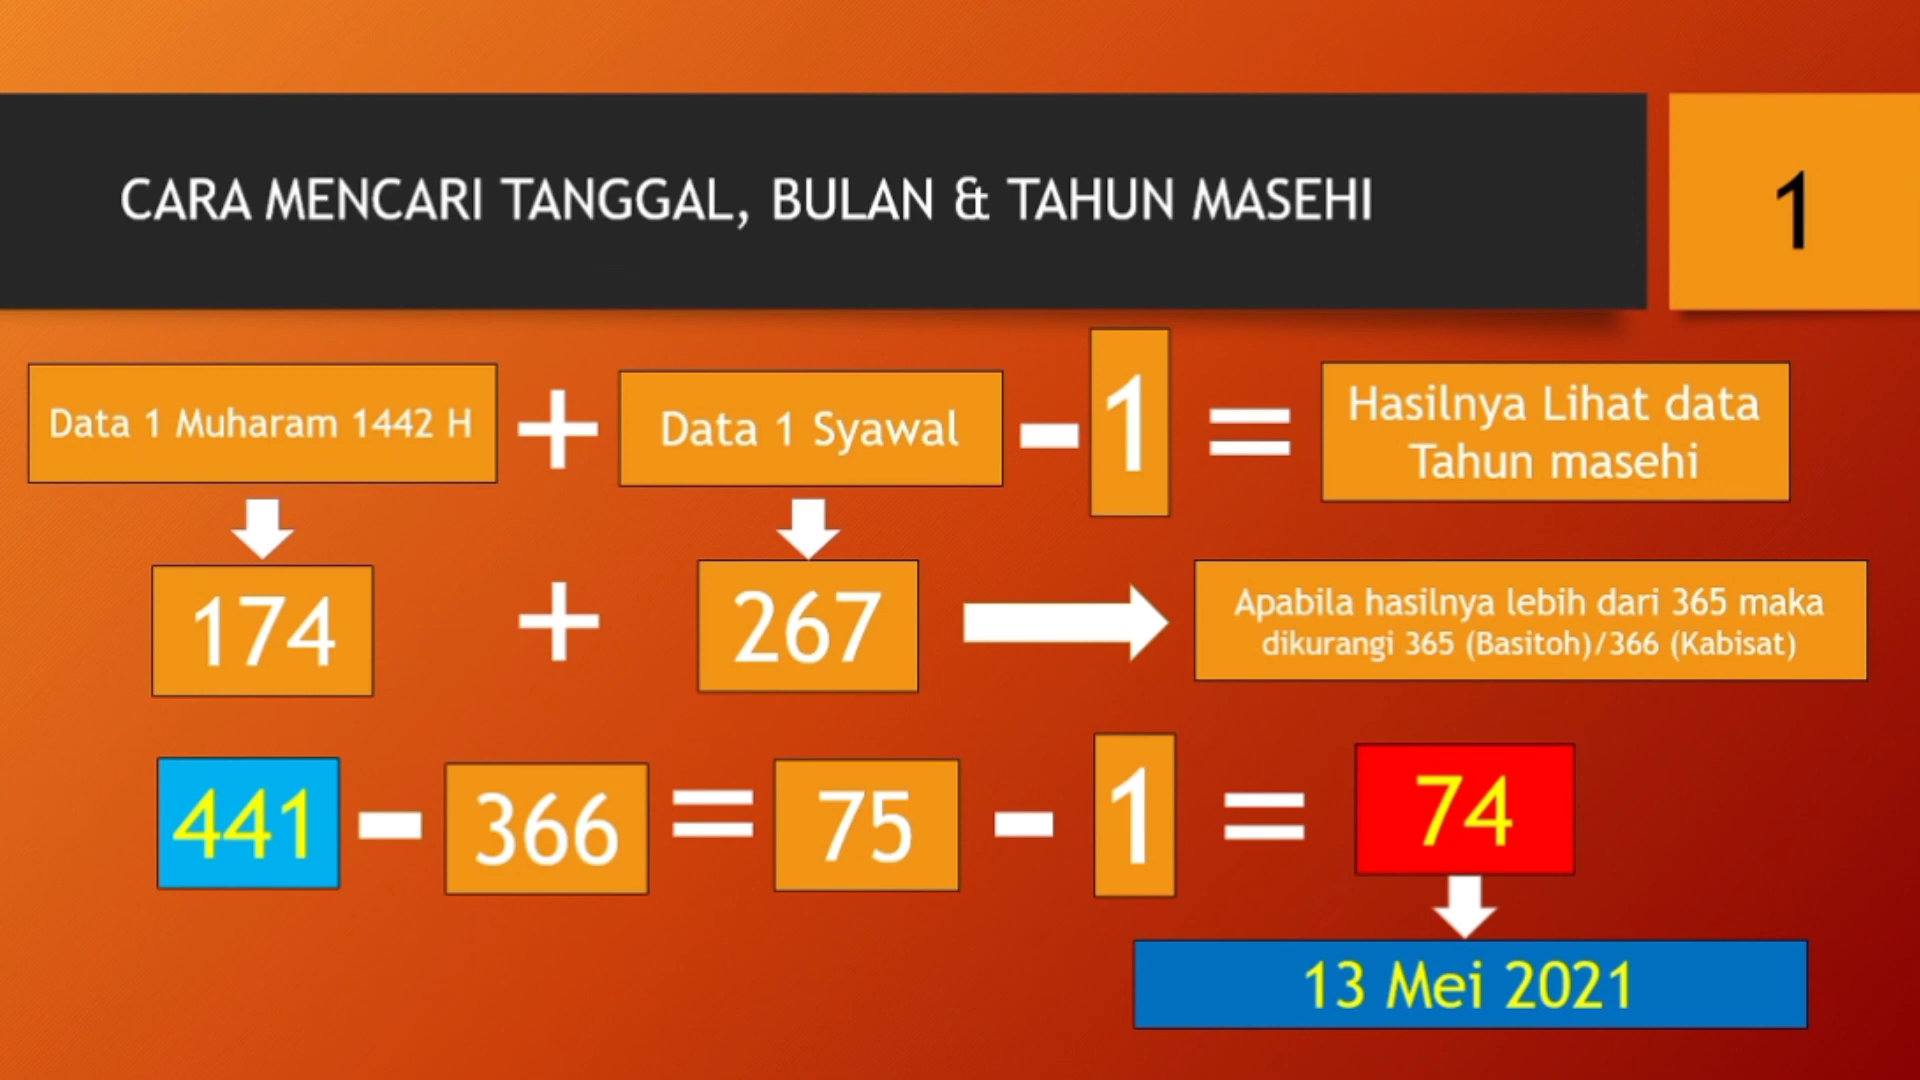 CARA MENCARI TANGGAL, BULAN & TAHUN MASEHI
1
Data 1 Muharam 1442 H
+
Data 1 Syawal
-
1
=
Hasilnya Lihat data
Tahun masehi
174
+
267
Apabila hasilnya lebih dari 365 maka
dikurangi 365 (Basitoh)/366 (Kabisat)
441
-
366
=
75
-
1
=
74
13 Mei 2021